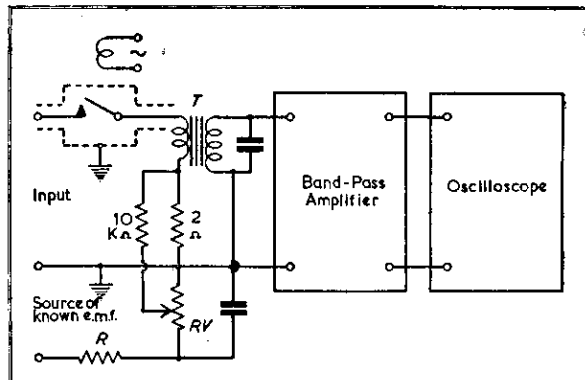 T
Input
10
KΩ
2
Ω
Band-Pass
Amplifier
Oscilloscope
Source of
known e.m.f.
RV
R